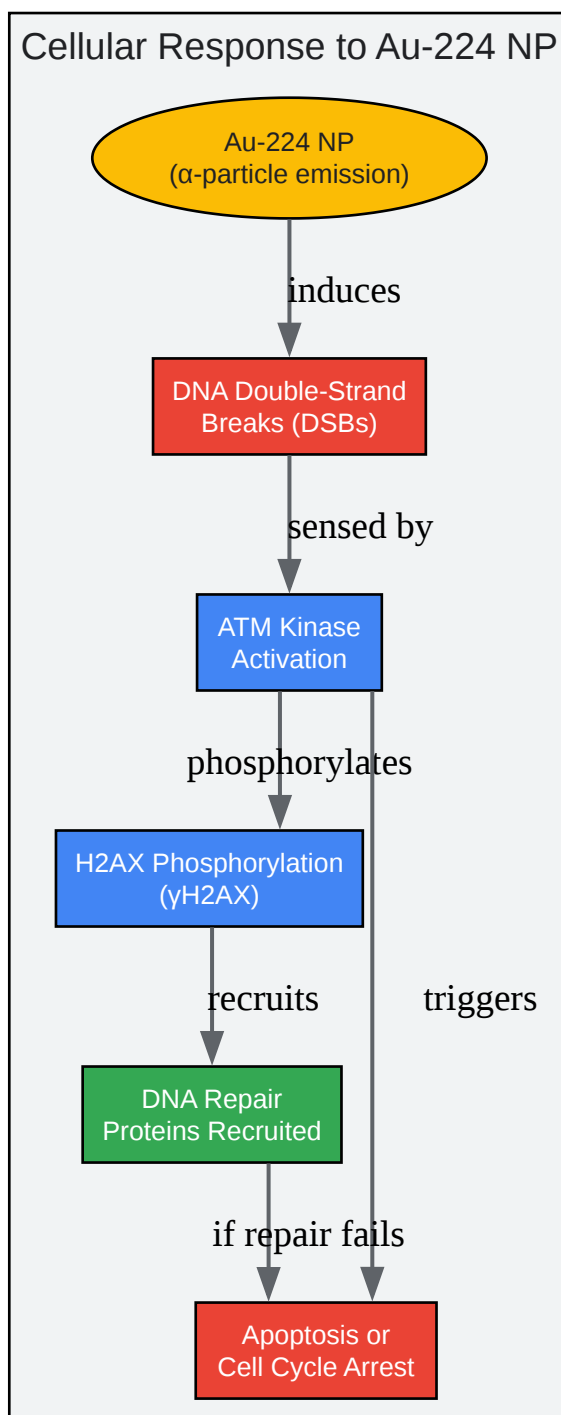 Cellular Response to Au-224 NP
Au-224 NP
(α-particle emission)
induces
DNA Double-Strand
Breaks (DSBs)
sensed by
ATM Kinase
Activation
phosphorylates
H2AX Phosphorylation
(γH2AX)
recruits
triggers
DNA Repair
Proteins Recruited
if repair fails
Apoptosis or
Cell Cycle Arrest